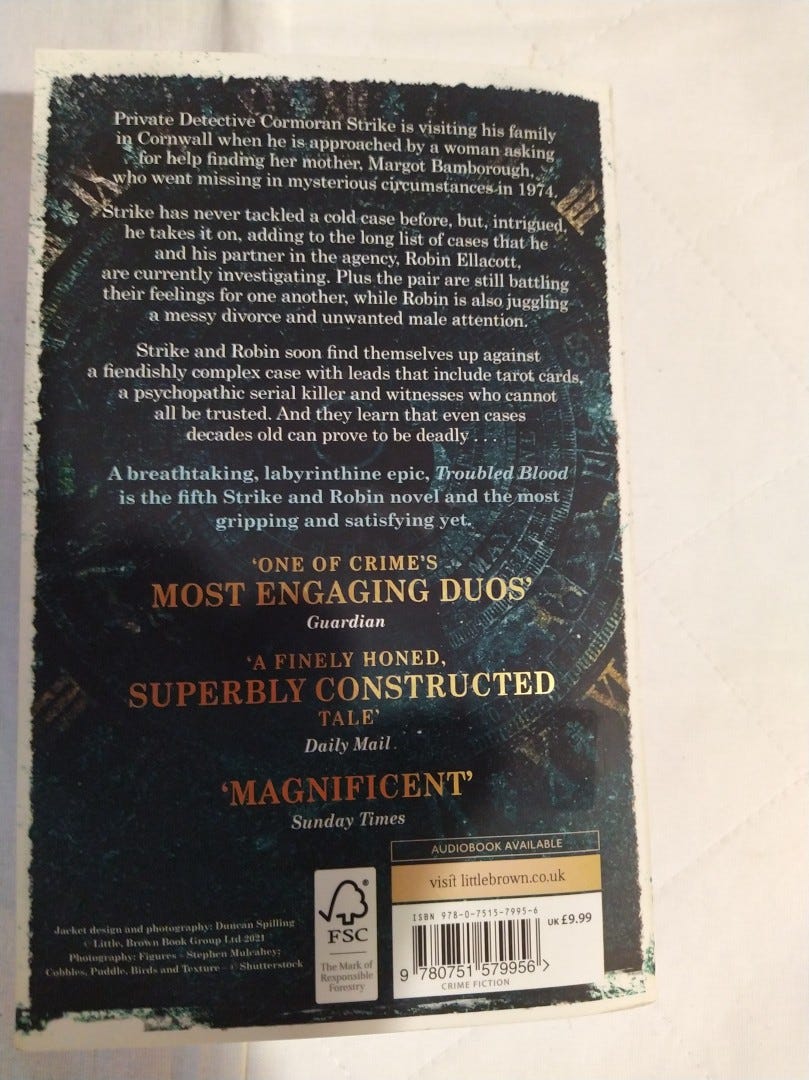 Private Detective Cormoran Strike is visiting his family
in Cornwall when he is approached by a woman asking
for help finding her mother, Margot Bamborough,
who went missing in mysterious circumstances in 1974.
Strike has never tackled a cold case before, but, intrigued,
he takes it on, adding to the long list of cases that he
and his partner in the agency, Robin Ellacott,
are currently investigating. Plus the pair are still battling
their feelings for one another, while Robin is also juggling
a messy divorce and unwanted male attention.
Strike and Robin soon find themselves up against
a fiendishly complex case with leads that include tarot cards,
a psychopathic serial killer and witnesses who cannot
all be trusted. And they learn that even cases
decades old can prove to be deadly . . .
A breathtaking, labyrinthine epic, Troubled Blood
is the fifth Strike and Robin novel and the most
gripping and satisfying yet.
‘ONE OF CRIME’S
MOST ENGAGING DUOS’
Guardian
‘A FINELY HONED,
SUPERBLY CONSTRUCTED
TALE’
Daily Mail
‘MAGNIFICENT’
Sunday Times
AUDIOBOOK AVAILABLE
visit littlebrown.co.uk
ISBN 978-0-7515-7995-6
UK £9.99
9 780751 579956 >
CRIME FICTION
®
FSC
The Mark of
Responsible
Forestry
Jacket design and photography: Duncan Spilling
© Little, Brown Book Group Ltd 2021
Photography: Figures - Stephen Mulcahey;
Cobbles, Puddle, Birds and Texture - © Shutterstock
IX
III
VI